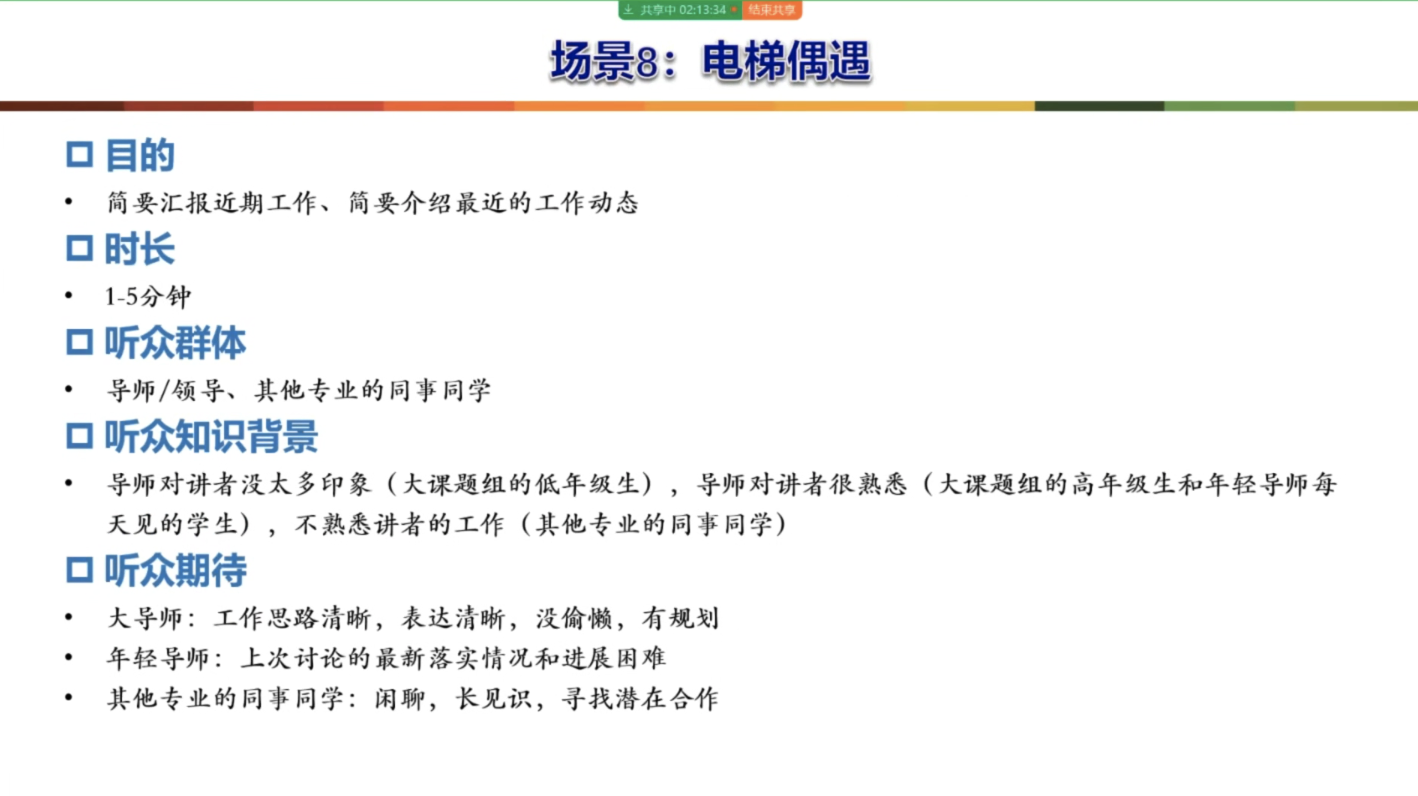 共享中 02:13:34 结束共享
场景8：电梯偶遇
目的
• 简要汇报近期工作、简要介绍最近的工作动态
时长
• 1-5分钟
听众群体
• 导师/领导、其他专业的同事同学
听众知识背景
• 导师对讲者没太多印象（大课题组的低年级生），导师对讲者很熟悉（大课题组的高年级生和年轻导师每
天见的学生），不熟悉讲者的工作（其他专业的同事同学）
听众期待
• 大导师：工作思路清晰，表达清晰，没偷懒，有规划
• 年轻导师：上次讨论的最新落实情况和进展困难
• 其他专业的同事同学：闲聊，长见识，寻找潜在合作